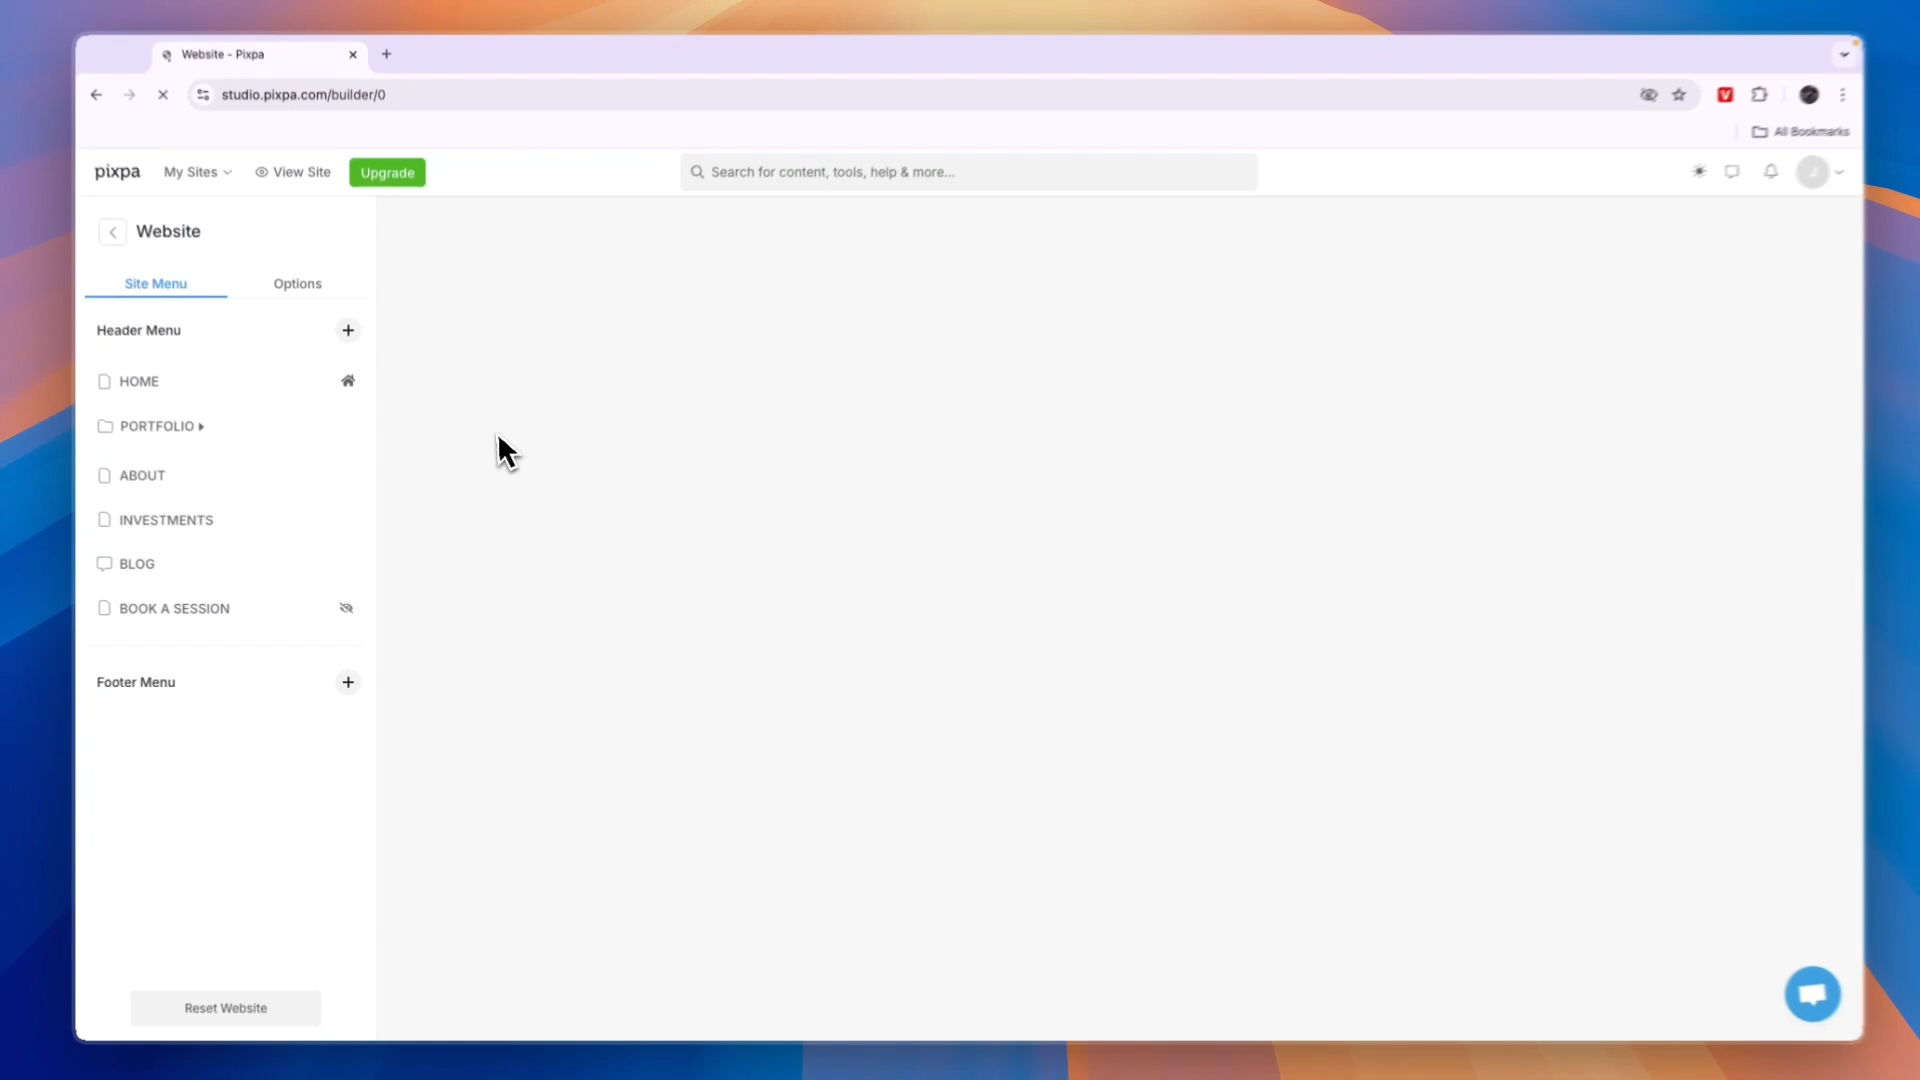 Website - Pixpa
studio.pixpa.com/builder/0
All Bookmarks
pixpa
My Sites
View Site
Upgrade
Search for content, tools, help & more...
Website
Site Menu
Options
Header Menu
HOME
PORTFOLIO
ABOUT
INVESTMENTS
BLOG
BOOK A SESSION
Footer Menu
Reset Website